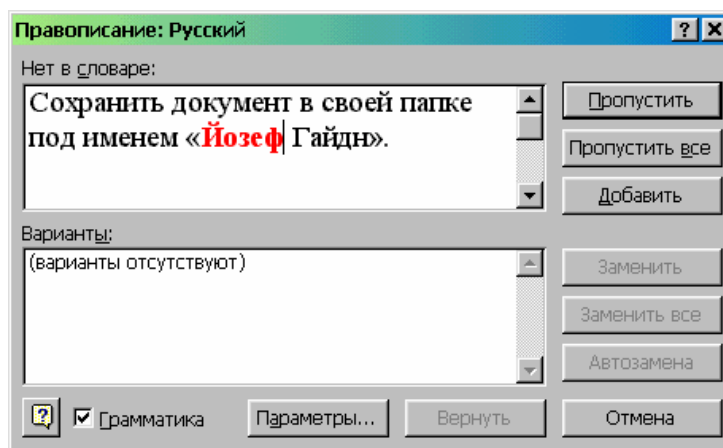 Правописание: Русский
Нет в словаре:
Сохранить документ в своей папке
под именем «Йозеф Гайдн».
Пропустить
Пропустить все
Добавить
Варианты:
(варианты отсутствуют)
Заменить
Заменить все
Автозамена
Грамматика
Параметры...
Вернуть
Отмена